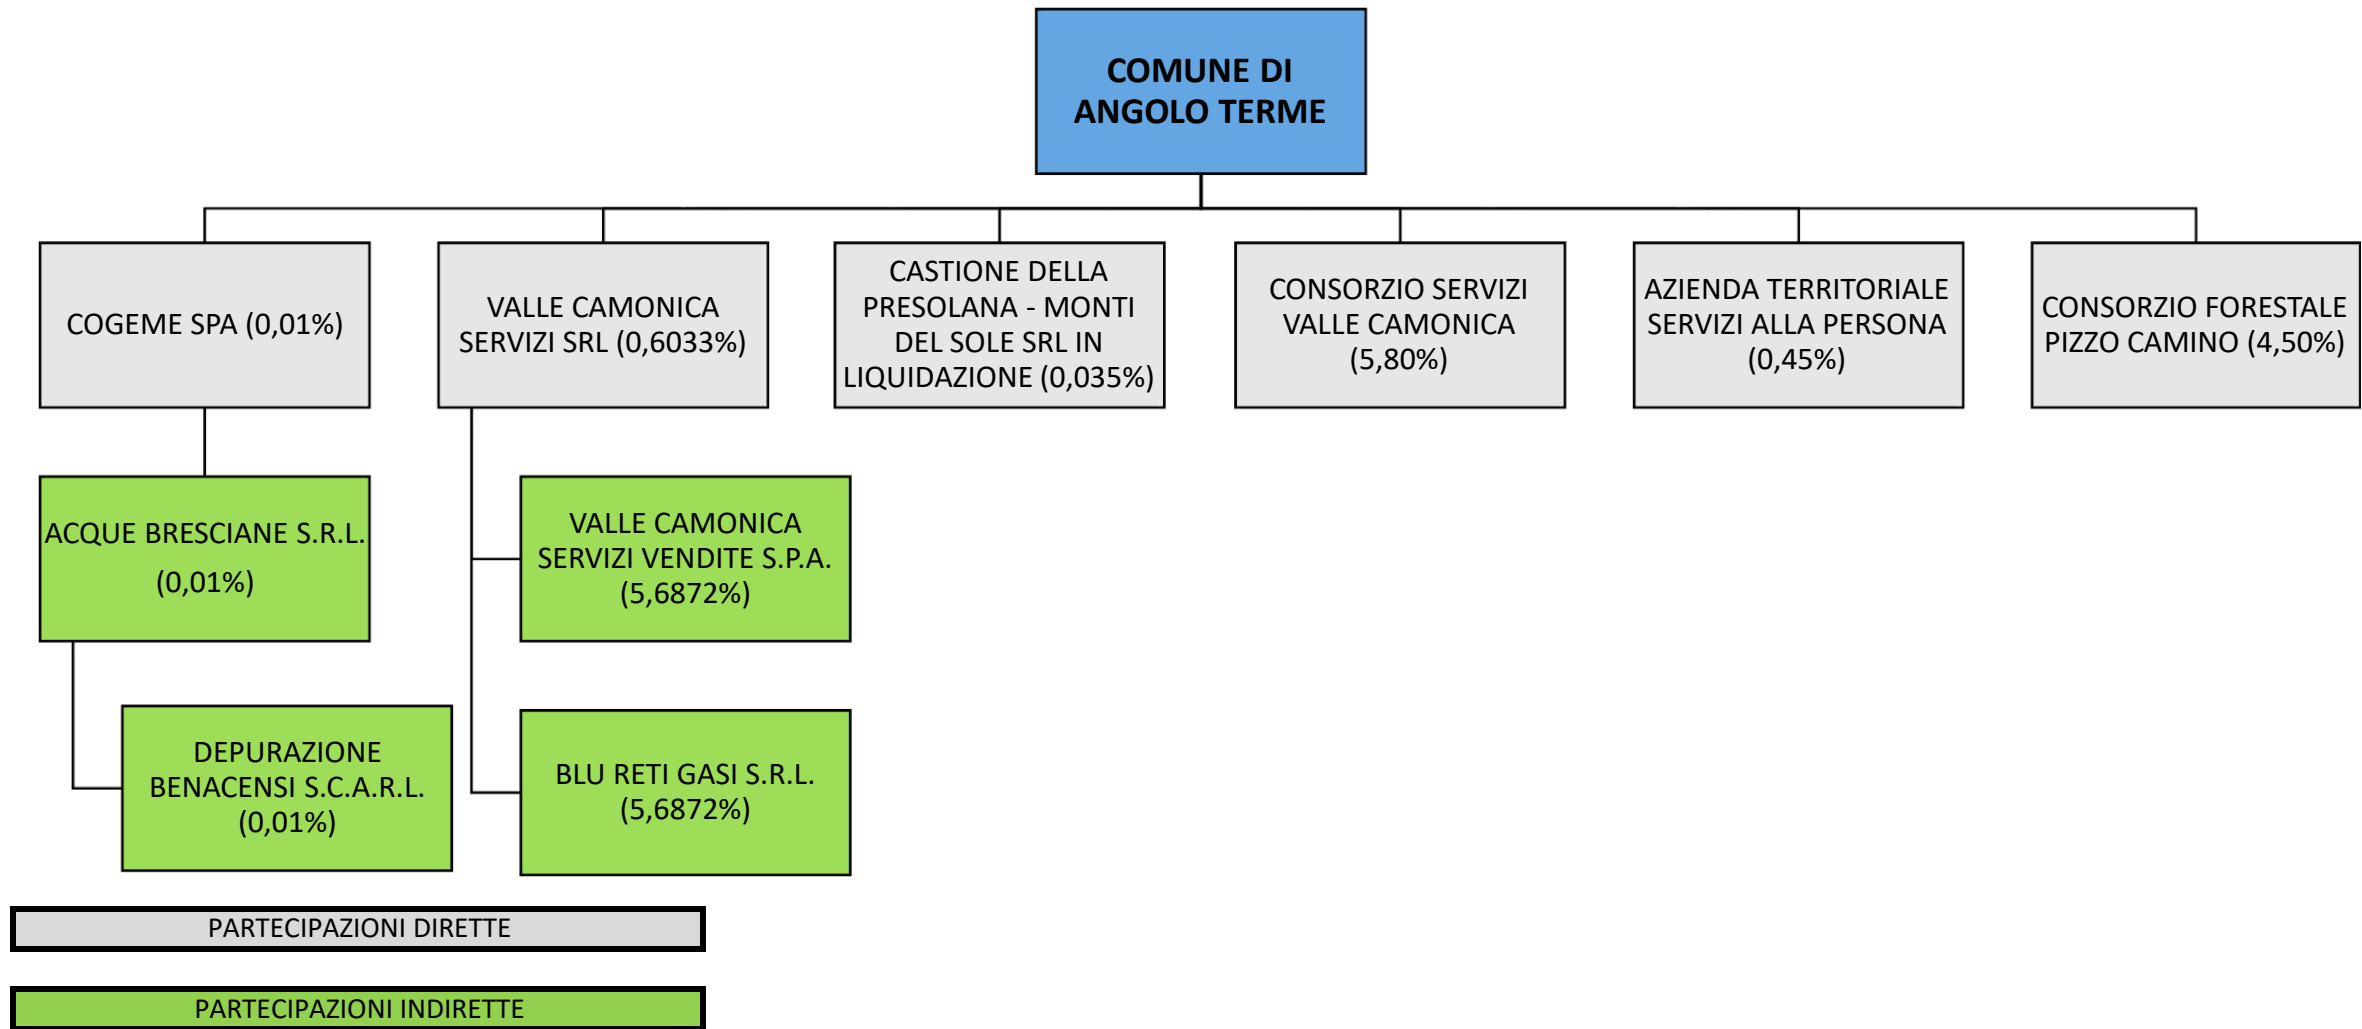 COMUNE DI
ANGOLO TERME
COGEME SPA (0,01%)
VALLE CAMONICA
SERVIZI SRL (0,6033%)
CASTIONE DELLA
PRESOLANA - MONTI
DEL SOLE SRL IN
LIQUIDAZIONE (0,035%)
CONSORZIO SERVIZI
VALLE CAMONICA
(5,80%)
AZIENDA TERRITORIALE
SERVIZI ALLA PERSONA
(0,45%)
CONSORZIO FORESTALE
PIZZO CAMINO (4,50%)
ACQUE BRESCIANE S.R.L.
(0,01%)
VALLE CAMONICA
SERVIZI VENDITE S.P.A.
(5,6872%)
DEPURAZIONE
BENACENSI S.C.A.R.L.
(0,01%)
BLU RETI GASI S.R.L.
(5,6872%)
PARTECIPAZIONI DIRETTE
PARTECIPAZIONI INDIRETTE